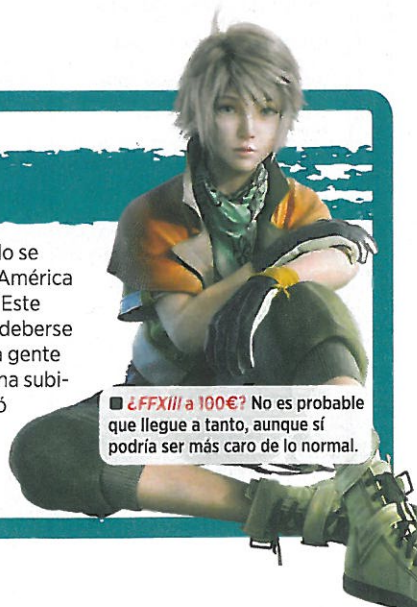 lo se
América
Este
deberse
a gente
na subi-
ó
■ ¿FFXIII a 100€? No es probable
que llegue a tanto, aunque sí
podría ser más caro de lo normal.